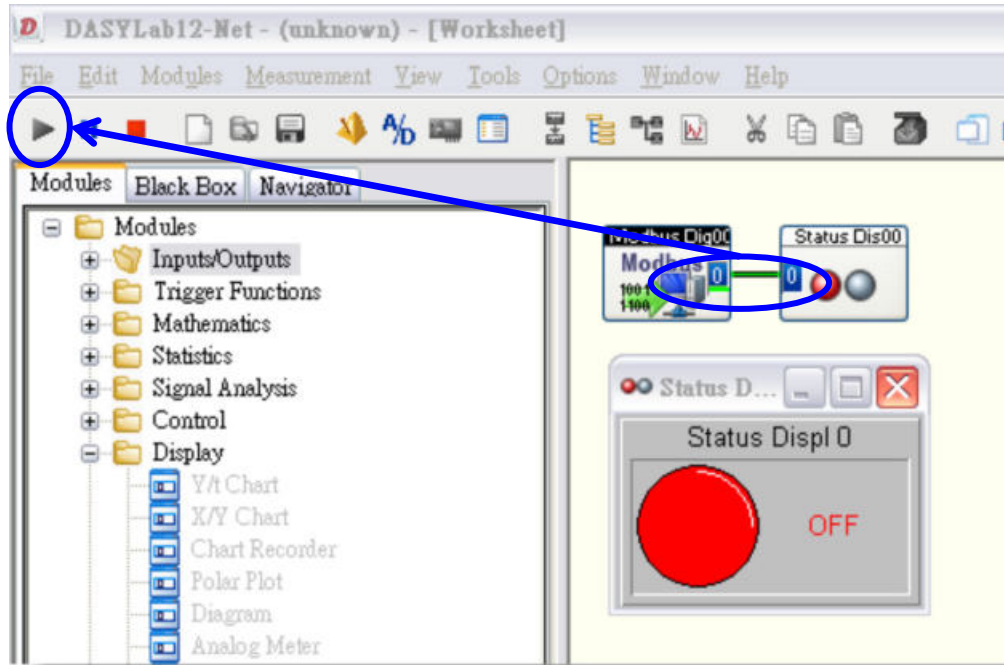 DASYLab12-Net - (unknown) - [Worksheet]
File Edit Modules Measurement View Tools Options Window Help
A/D
Modules Black Box Navigator
Modules
Inputs/Outputs
Trigger Functions
Mathematics
Statistics
Signal Analysis
Control
Display
Y/t Chart
X/Y Chart
Chart Recorder
Polar Plot
Diagram
Analog Meter
Modbus Dig00
Modbus
0
1001
1100
Status Dis00
0
Status D...
Status Displ 0
OFF